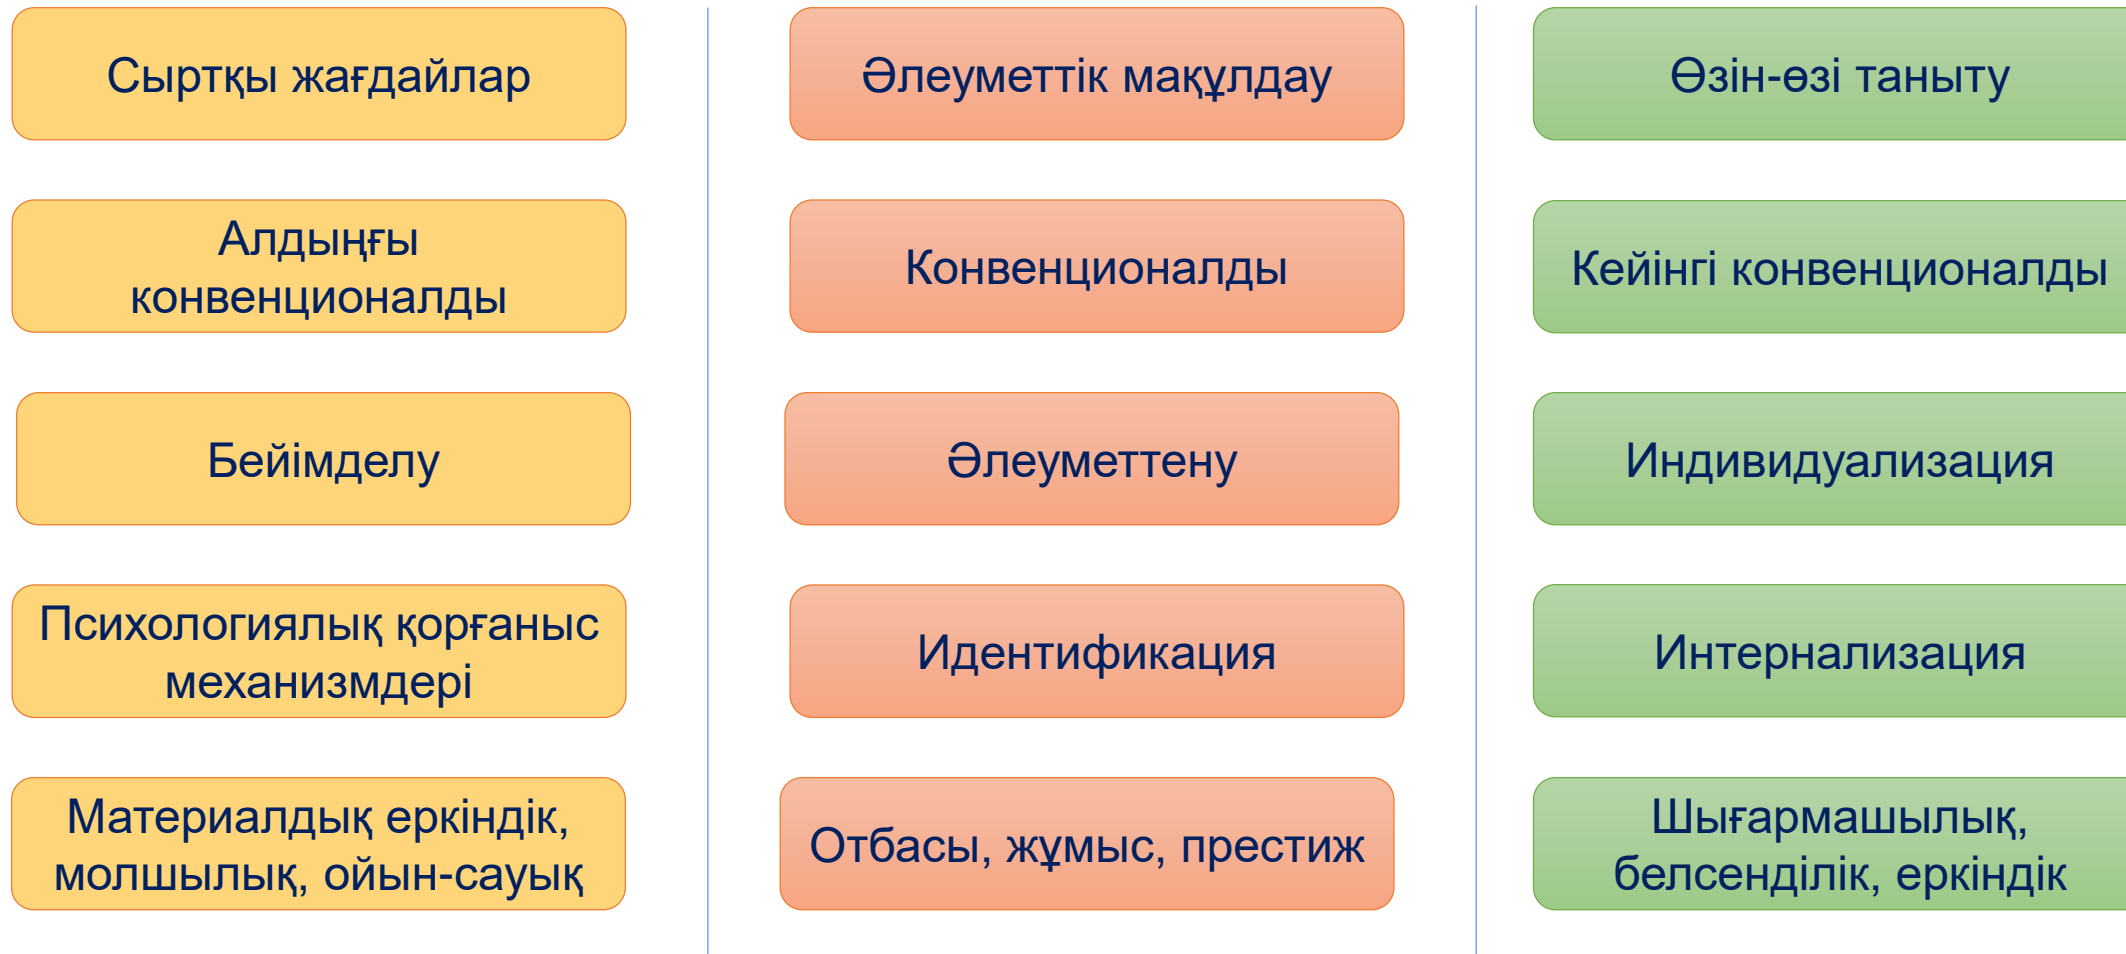 Сыртқы жағдайлар
Әлеуметтік мақұлдау
Өзін-өзі таныту
Алдыңғы
конвенционалды
Конвенционалды
Кейінгі конвенционалды
Бейімделу
Әлеуметтену
Индивидуализация
Психологиялық қорғаныс
механизмдері
Идентификация
Интернализация
Материалдық еркіндік,
молшылық, ойын-сауық
Отбасы, жұмыс, престиж
Шығармашылық,
белсенділік, еркіндік